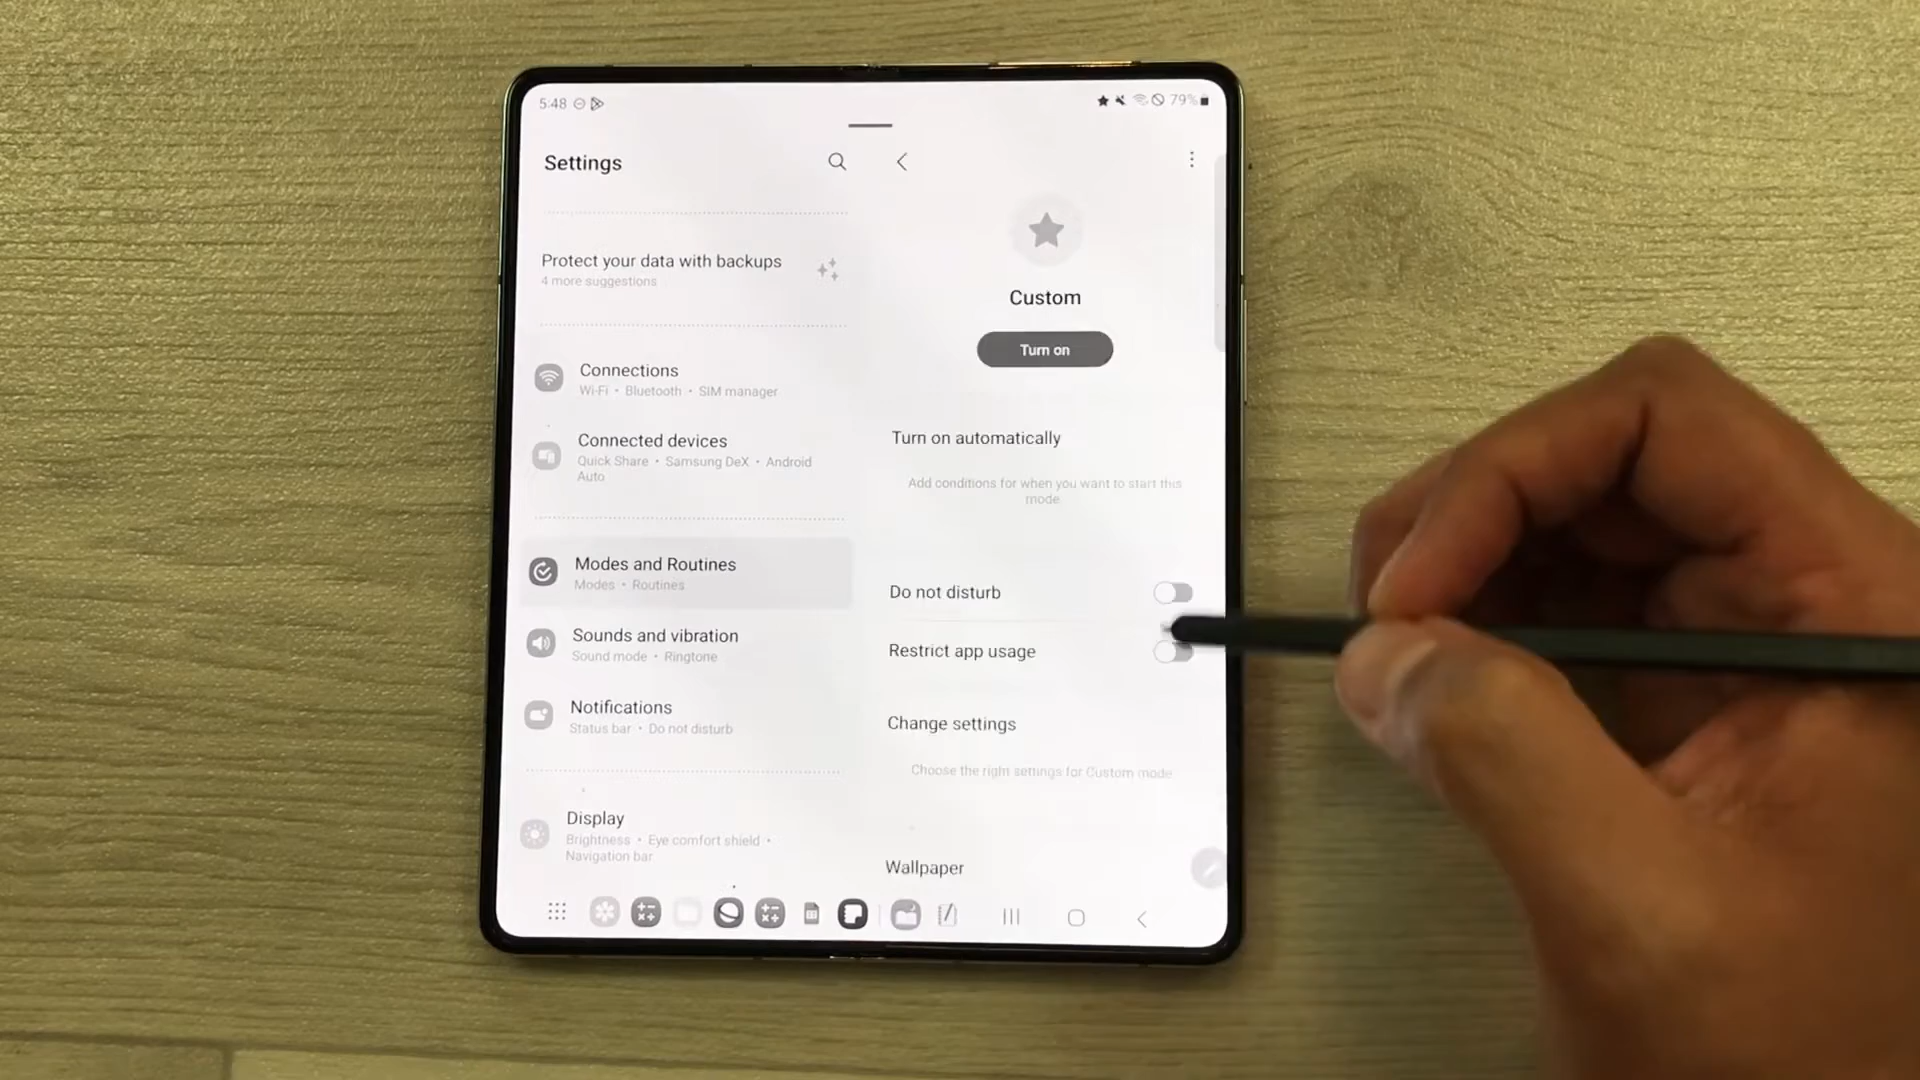 5:48
79%
Settings
Protect your data with backups
4 more suggestions
Connections
Wi-Fi • Bluetooth • SIM manager
Connected devices
Quick Share • Samsung DeX • Android
Auto
Modes and Routines
Modes • Routines
Sounds and vibration
Sound mode • Ringtone
Notifications
Status bar • Do not disturb
Display
Brightness • Eye comfort shield •
Navigation bar
Custom
Turn on
Turn on automatically
Add conditions for when you want to start this
mode.
Do not disturb
Restrict app usage
Change settings
Choose the right settings for Custom mode
Wallpaper